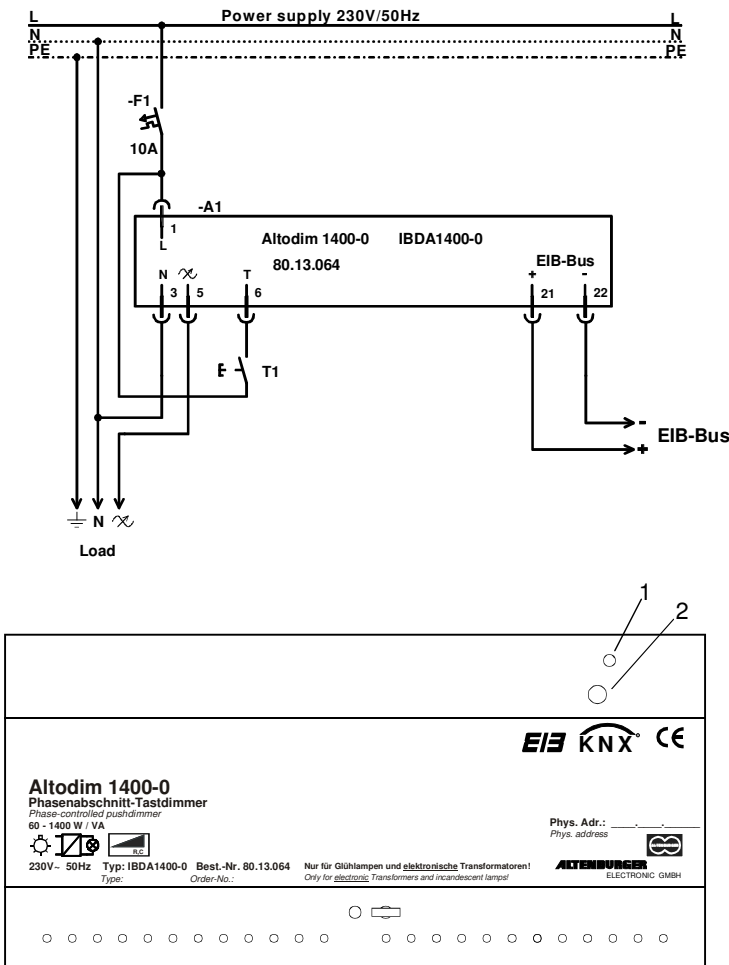 L Power supply 230V/50Hz L
N N
PE PE
-F1
10A
-A1
1
L
Altodim 1400-0 IBDA1400-0
80.13.064
EIB-Bus
N T + -
3 5 6 21 22
T1
-
EIB-Bus
+
N
Load
1
2
EIB KNX CE
Altodim 1400-0
Phasenabschnitt-Tastdimmer
Phase-controlled pushdimmer
60 - 1400 W / VA
R,C
Phys. Adr.: ____.____.______
Phys. address
230V~ 50Hz Typ: IBDA1400-0 Best.-Nr. 80.13.064 Nur für Glühlampen und elektronische Transformatoren!
Type: Order-No.: Only for electronic Transformers and incandescent lamps!
ALTENBURGER
ALTENBURGER
ELECTRONIC GMBH